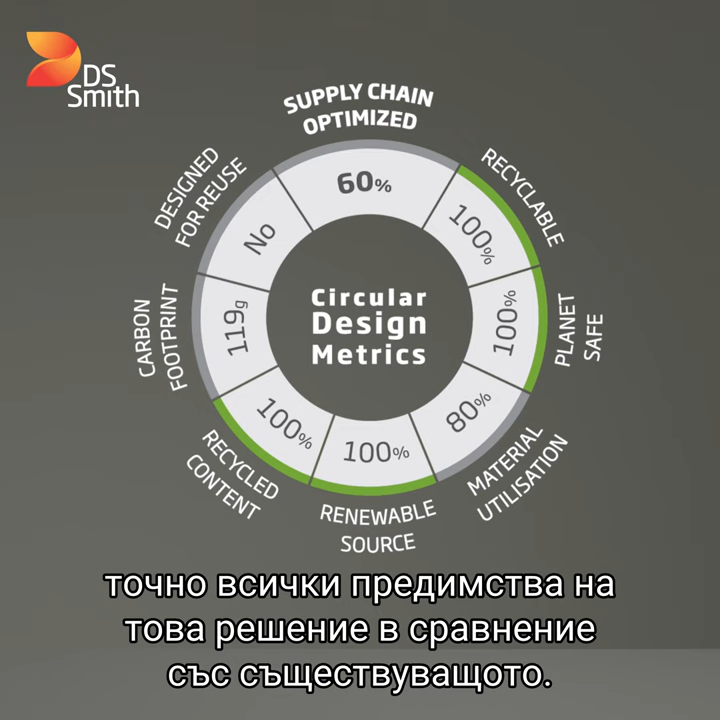 DS
Smith
SUPPLY CHAIN
OPTIMIZED
60%
RECYCLABLE
100%
PLANET
SAFE
100%
MATERIAL
UTILISATION
80%
RENEWABLE
SOURCE
100%
RECYCLED
CONTENT
100%
CARBON
FOOTPRINT
119g
DESIGNED
FOR REUSE
No
Circular
Design
Metrics
точно всички предимства на
това решение в сравнение
със съществуващото.